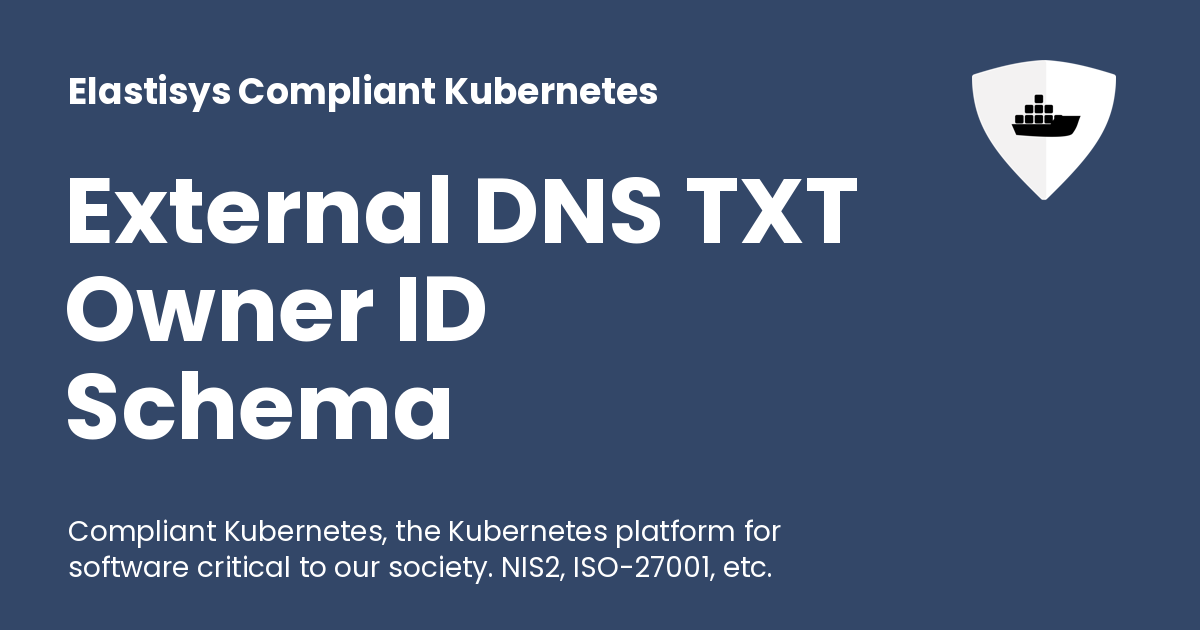 Elastisys Compliant Kubernetes
External DNS TXT
Owner ID
Schema
Compliant Kubernetes, the Kubernetes platform for
software critical to our society. NIS2, ISO-27001, etc.